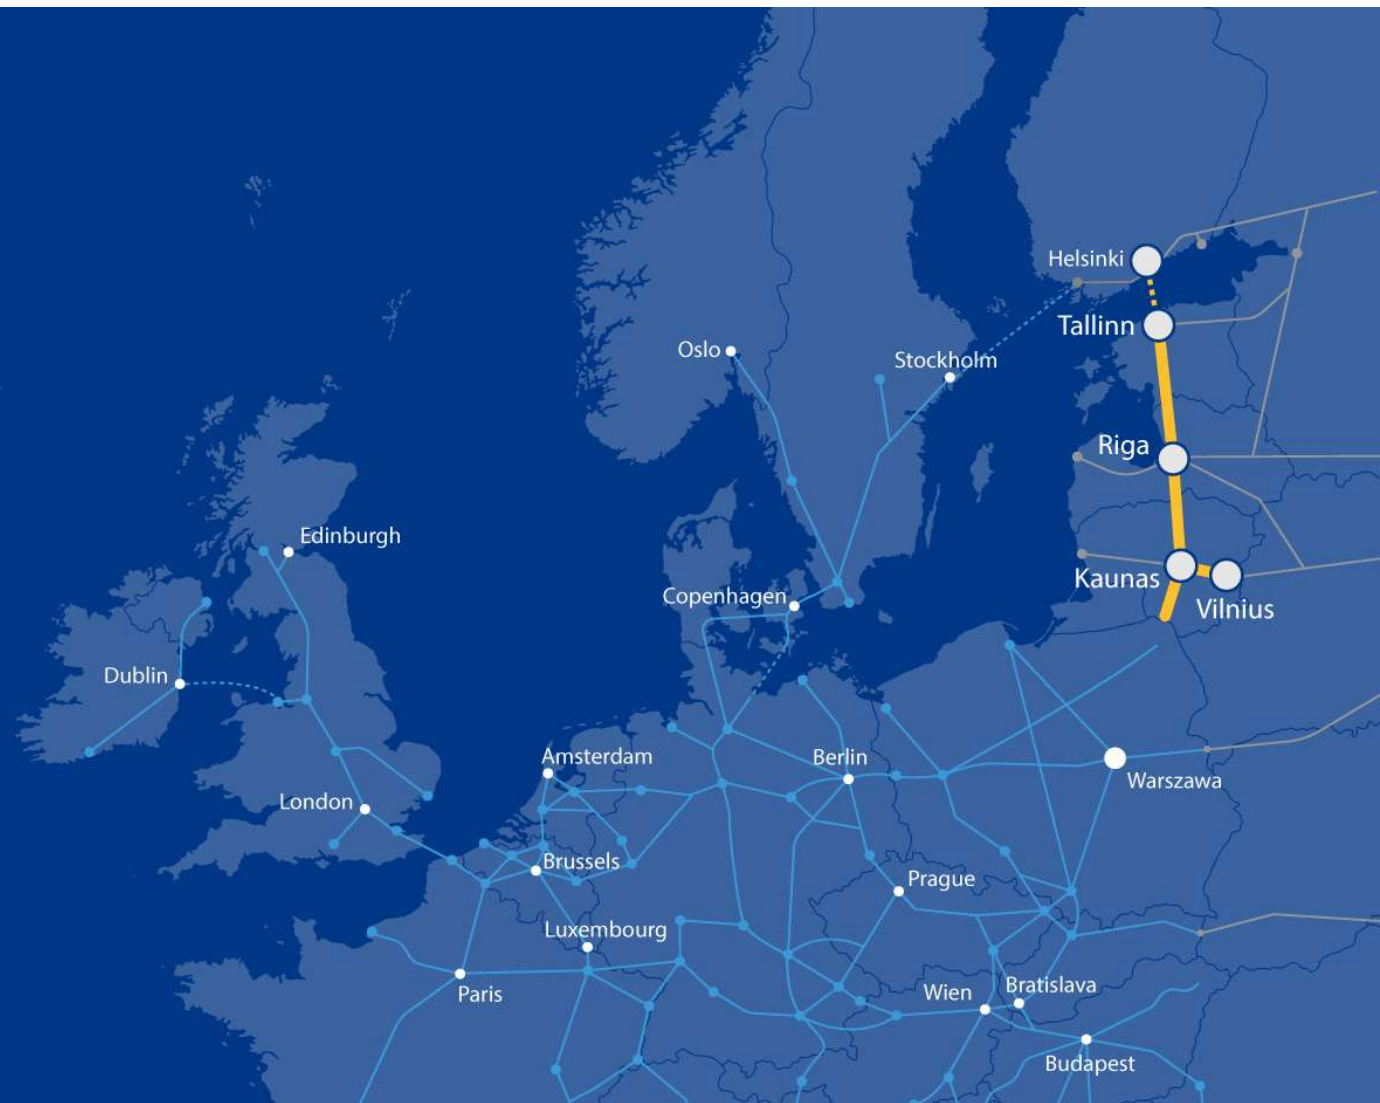 Helsinki
Tallinn
Oslo
Stockholm
Riga
Edinburgh
Kaunas
Copenhagen
Vilnius
Dublin
Amsterdam
Berlin
Warszawa
London
Brussels
Prague
Luxembourg
Paris
Wien
Bratislava
Budapest